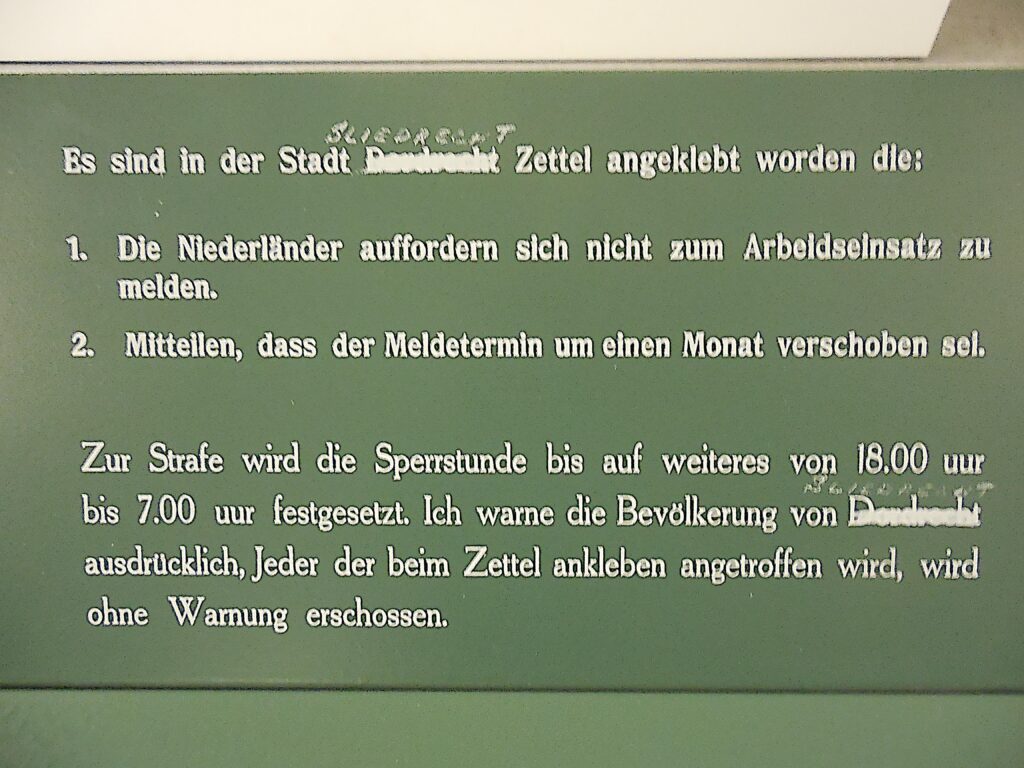 SLIEDRECHT
Es sind in der Stadt Dordrecht Zettel angeklebt worden die:
1. Die Niederländer auffordern sich nicht zum Arbeidseinsatz zu
melden.
2. Mitteilen, dass der Meldetermin um einen Monat verschoben sei.
Zur Strafe wird die Sperrstunde bis auf weiteres von 18.00 uur
SLIEDRECHT
bis 7.00 uur festgesetzt. Ich warne die Bevölkerung von Dordrecht
ausdrücklich, Jeder der beim Zettel ankleben angetroffen wird, wird
ohne Warnung erschossen.